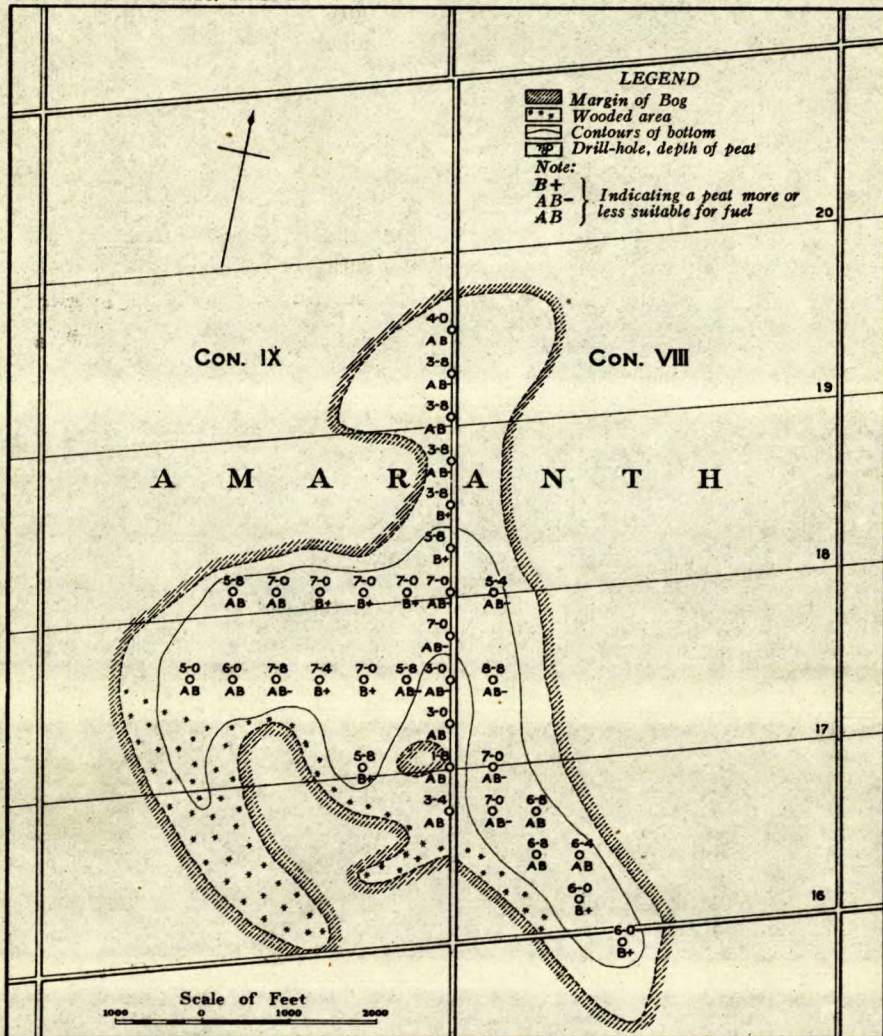 LEGEND
Margin of Bog
Wooded area
Contours of bottom
Drill-hole, depth of peat
Note:
B+
AB-
AB
Indicating a peat more or
less suitable for fuel
20
CON. IX
CON. VIII
4-0
AB
3-8
AB-
19
3-8
AB-
3-8
AB
A M A R A N T H
3-8
B+
5-8
B+
18
5-8 7-0 7-0 7-0 7-0 7-0 5-4
AB AB B+ B+ B+ AB- AB-
7-0
AB-
5-0 6-0 7-8 7-4 7-0 5-8 3-0 8-8
AB AB AB- B+ B+ AB- AB- AB-
3-0
AB
17
5-8 1-8 7-0
B+ AB AB-
3-4 7-0 6-8
AB AB- AB
6-8 6-4
AB AB
6-0
B+
16
6-0
B+
Scale of Feet
1000 0 1000 2000